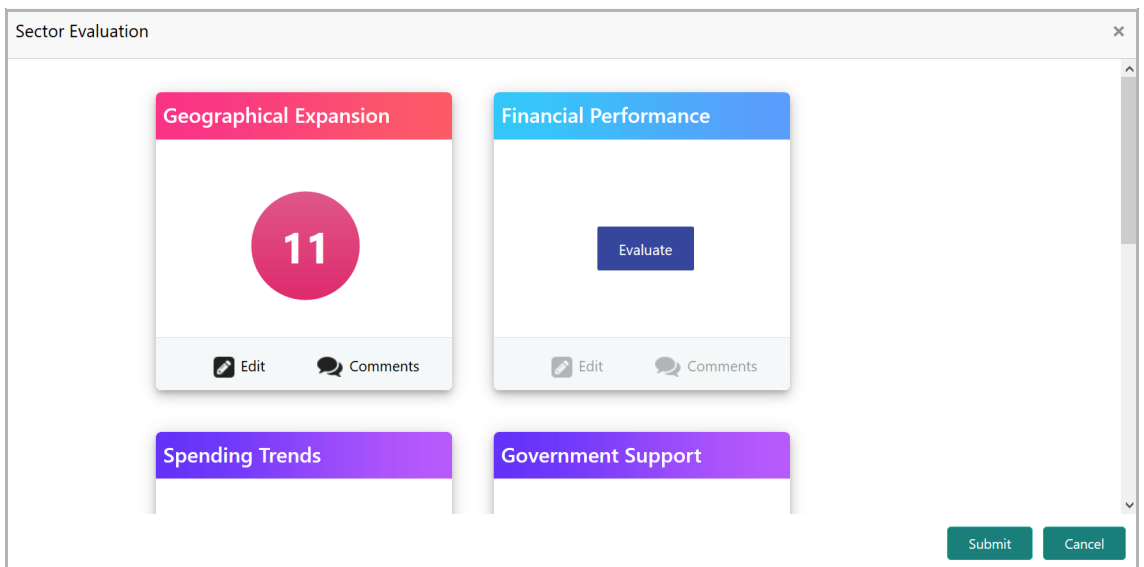 Sector Evaluation
Geographical Expansion
Financial Performance
11
Evaluate
Edit
Comments
Edit
Comments
Spending Trends
Government Support
Submit
Cancel